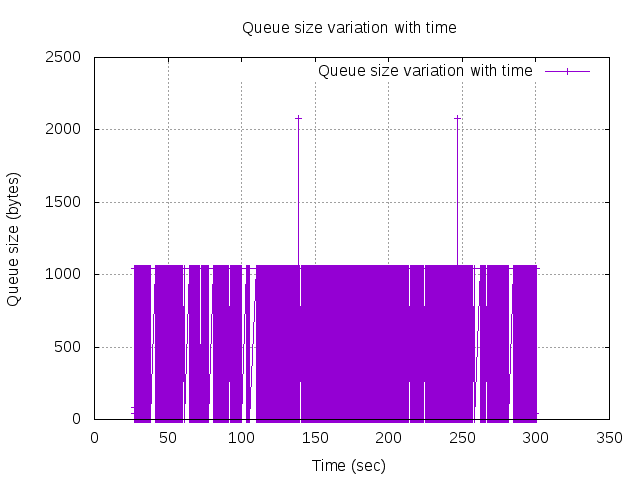 Queue size variation with time
Queue size variation with time
2500
2000
1500
1000
500
0
Queue size (bytes)
0 50 100 150 200 250 300 350
Time (sec)